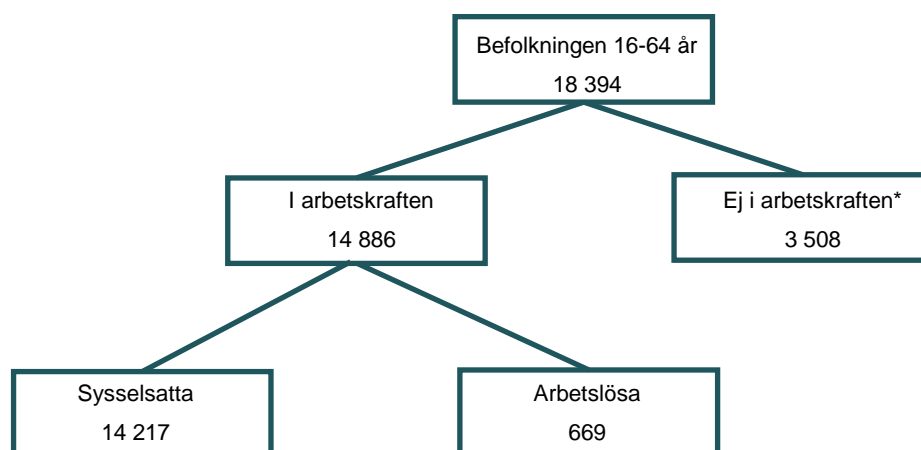 Befolkningen 16-64 år
18 394
I arbetskraften
14 886
Ej i arbetskraften*
3 508
Sysselsatta
14 217
Arbetslösa
669